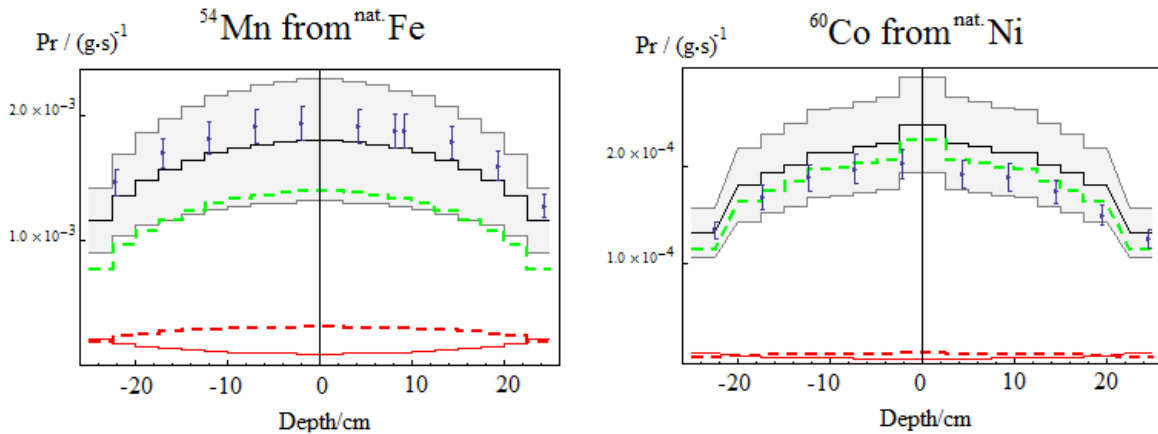 ⁵⁴Mn from ⁿᵃᵗ·Fe
Pr / (g·s)⁻¹
2.0 × 10⁻³
1.0 × 10⁻³
-20 -10 0 10 20
Depth/cm
⁶⁰Co from ⁿᵃᵗ·Ni
Pr / (g·s)⁻¹
2.0 × 10⁻⁴
1.0 × 10⁻⁴
-20 -10 0 10 20
Depth/cm